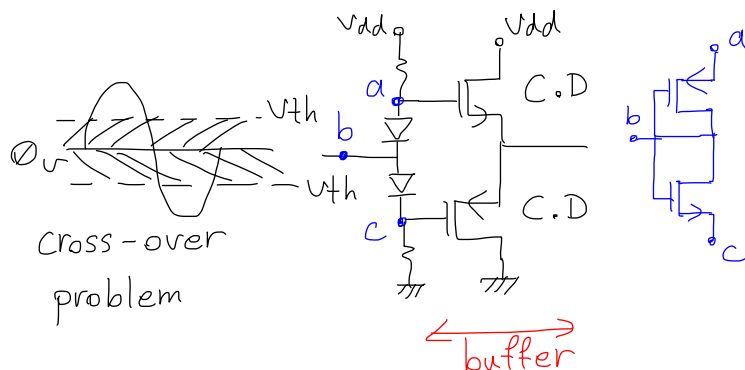 Vdd
Vdd
a
a
C.D
Vth
b
b
0v
Vth
C.D
c
c
cross-over
problem
buffer